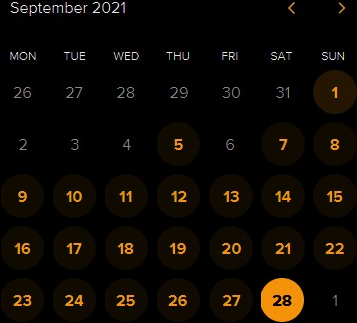 September 2021
MON TUE WED THU FRI SAT SUN
26 27 28 29 30 31 1
2 3 4 5 6 7 8
9 10 11 12 13 14 15
16 17 18 19 20 21 22
23 24 25 26 27 28 1